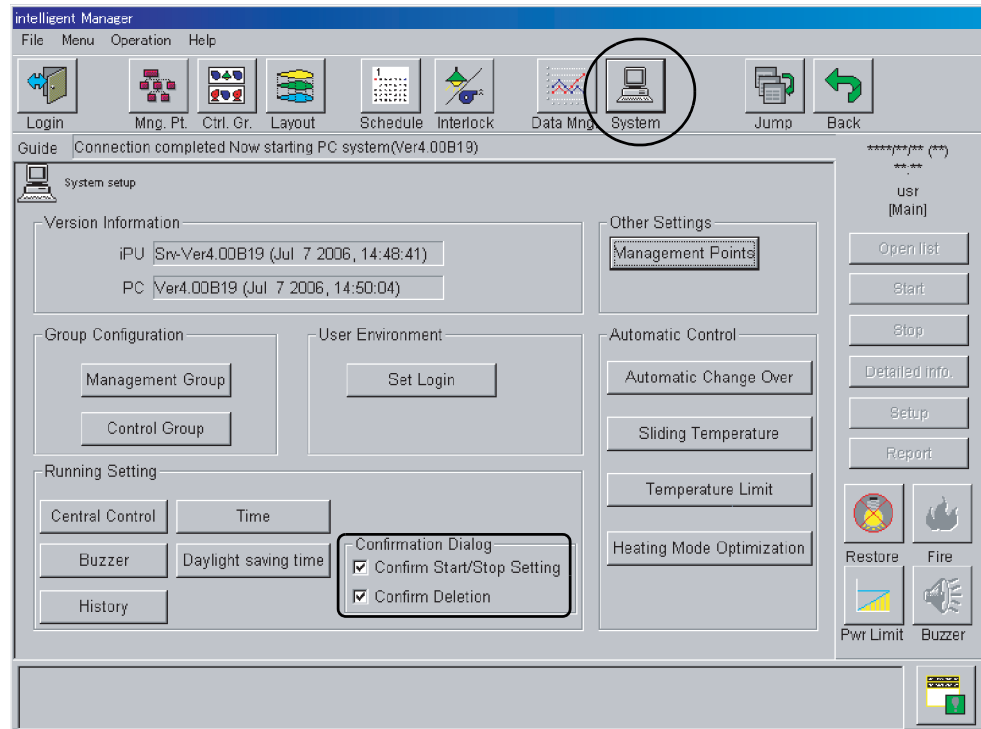 intelligent Manager
File Menu Operation Help
Login Mng. Pt. Ctrl. Gr. Layout Schedule Interlock Data Mng. System Jump Back
Guide Connection completed Now starting PC system(Ver4.00B19)
****/**/** (**)
**:**
usr
[Main]
System setup
Version Information
iPU Srv-Ver4.00B19 (Jul 7 2006, 14:48:41)
PC Ver4.00B19 (Jul 7 2006, 14:50:04)
Other Settings
Management Points
Group Configuration
Management Group
Control Group
User Environment
Set Login
Automatic Control
Automatic Change Over
Sliding Temperature
Temperature Limit
Heating Mode Optimization
Running Setting
Central Control Time
Buzzer Daylight saving time
History
Confirmation Dialog
Confirm Start/Stop Setting
Confirm Deletion
Open list
Start
Stop
Detailed info.
Setup
Report
Restore Fire
Pwr Limit Buzzer